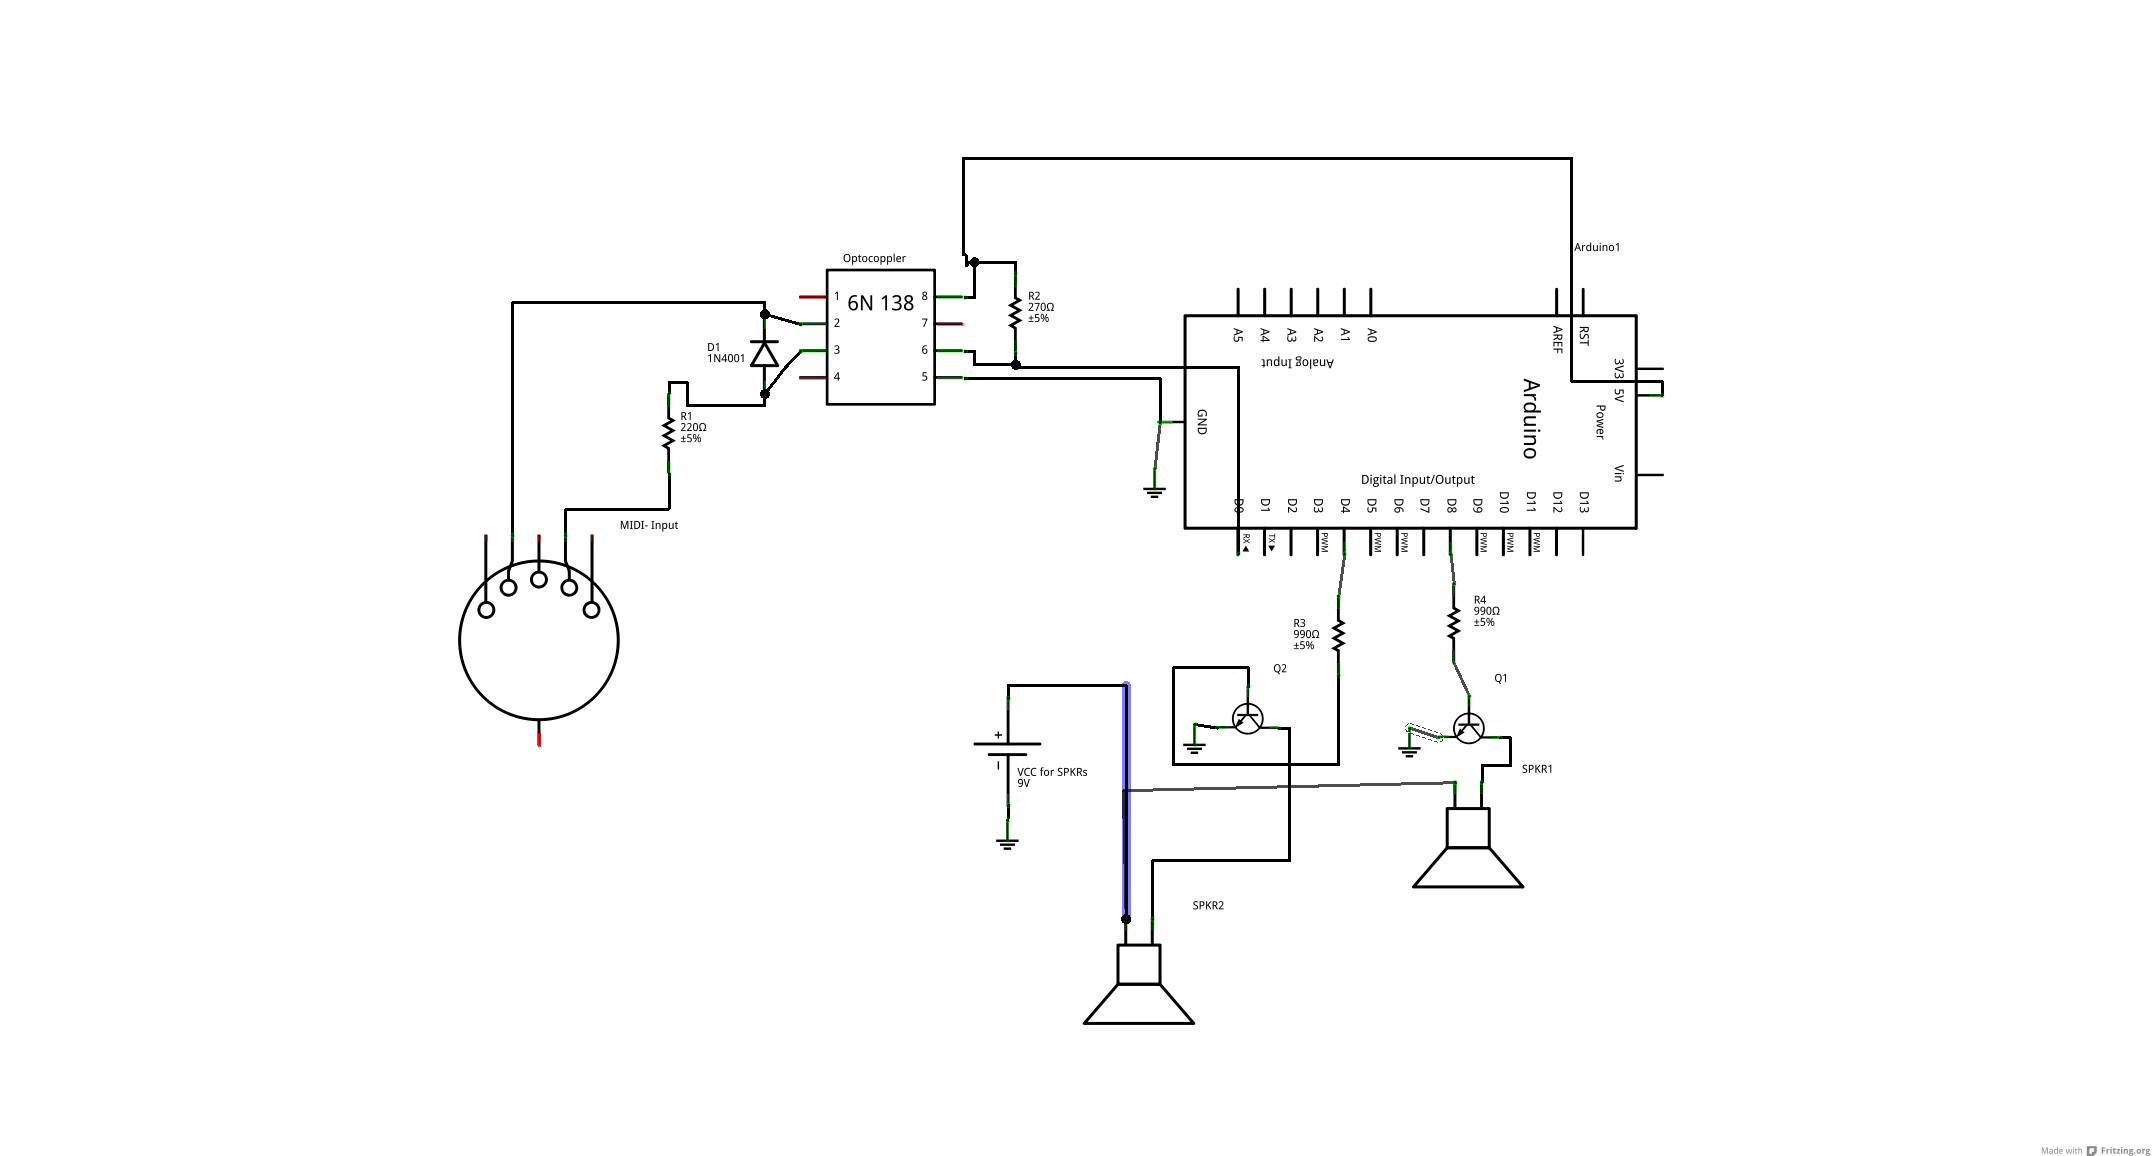 Arduino1
Optocoppler
6N 138
1
2
3
4
8
7
6
5
R2
270Ω
±5%
D1
1N4001
R1
220Ω
±5%
MIDI- Input
A5
A4
A3
A2
A1
A0
AREF
RST
Analog Input
3V3
5V
Power
Vin
GND
Arduino
Digital Input/Output
D0
D1
D2
D3
D4
D5
D6
D7
D8
D9
D10
D11
D12
D13
RX
TX
PWM
PWM
PWM
PWM
PWM
PWM
R3
990Ω
±5%
R4
990Ω
±5%
Q2
Q1
+
VCC for SPKRs
9V
SPKR1
SPKR2
Made with Fritzing.org